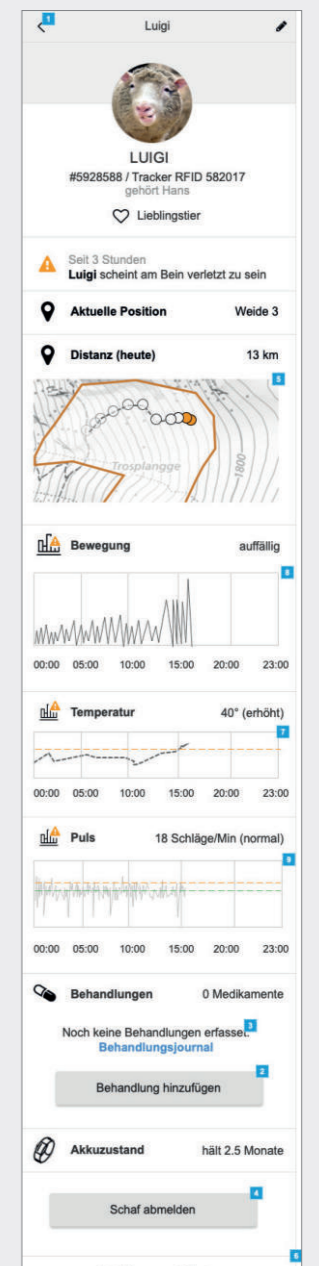 1
Luigi
LUIGI
#5928588 / Tracker RFID 582017
gehört Hans
Lieblingstier
Seit 3 Stunden
Luigi scheint am Bein verletzt zu sein
Aktuelle Position Weide 3
Distanz (heute) 13 km
5
Trosplangge
1800
Bewegung auffällig
8
00:00 05:00 10:00 15:00 20:00 23:00
Temperatur 40° (erhöht)
7
00:00 05:00 10:00 15:00 20:00 23:00
Puls 18 Schläge/Min (normal)
9
00:00 05:00 10:00 15:00 20:00 23:00
Behandlungen 0 Medikamente
Noch keine Behandlungen erfasset. 3
Behandlungsjournal
2
Behandlung hinzufügen
Akkuzustand hält 2.5 Monate
4
Schaf abmelden
6